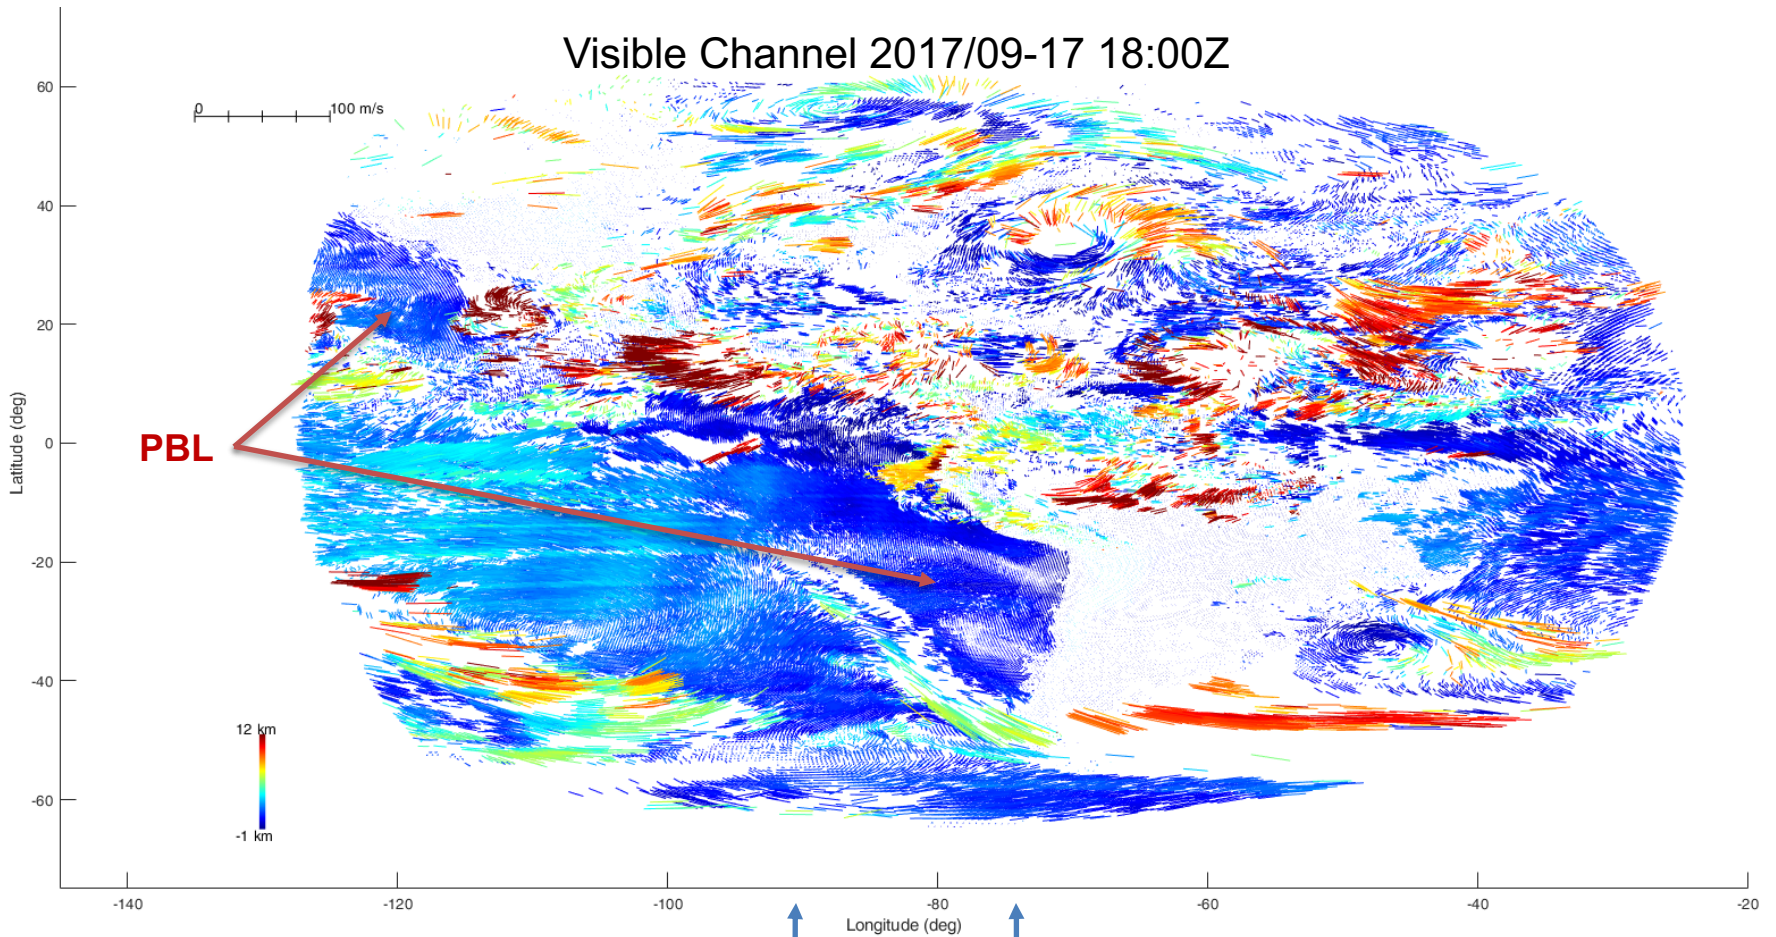 Visible Channel 2017/09-17 18:00Z
0 100 m/s
60
40
20
0
-20
-40
-60
Latitude (deg)
PBL
12 km
-1 km
-140 -120 -100 -80 -60 -40 -20
Longitude (deg)